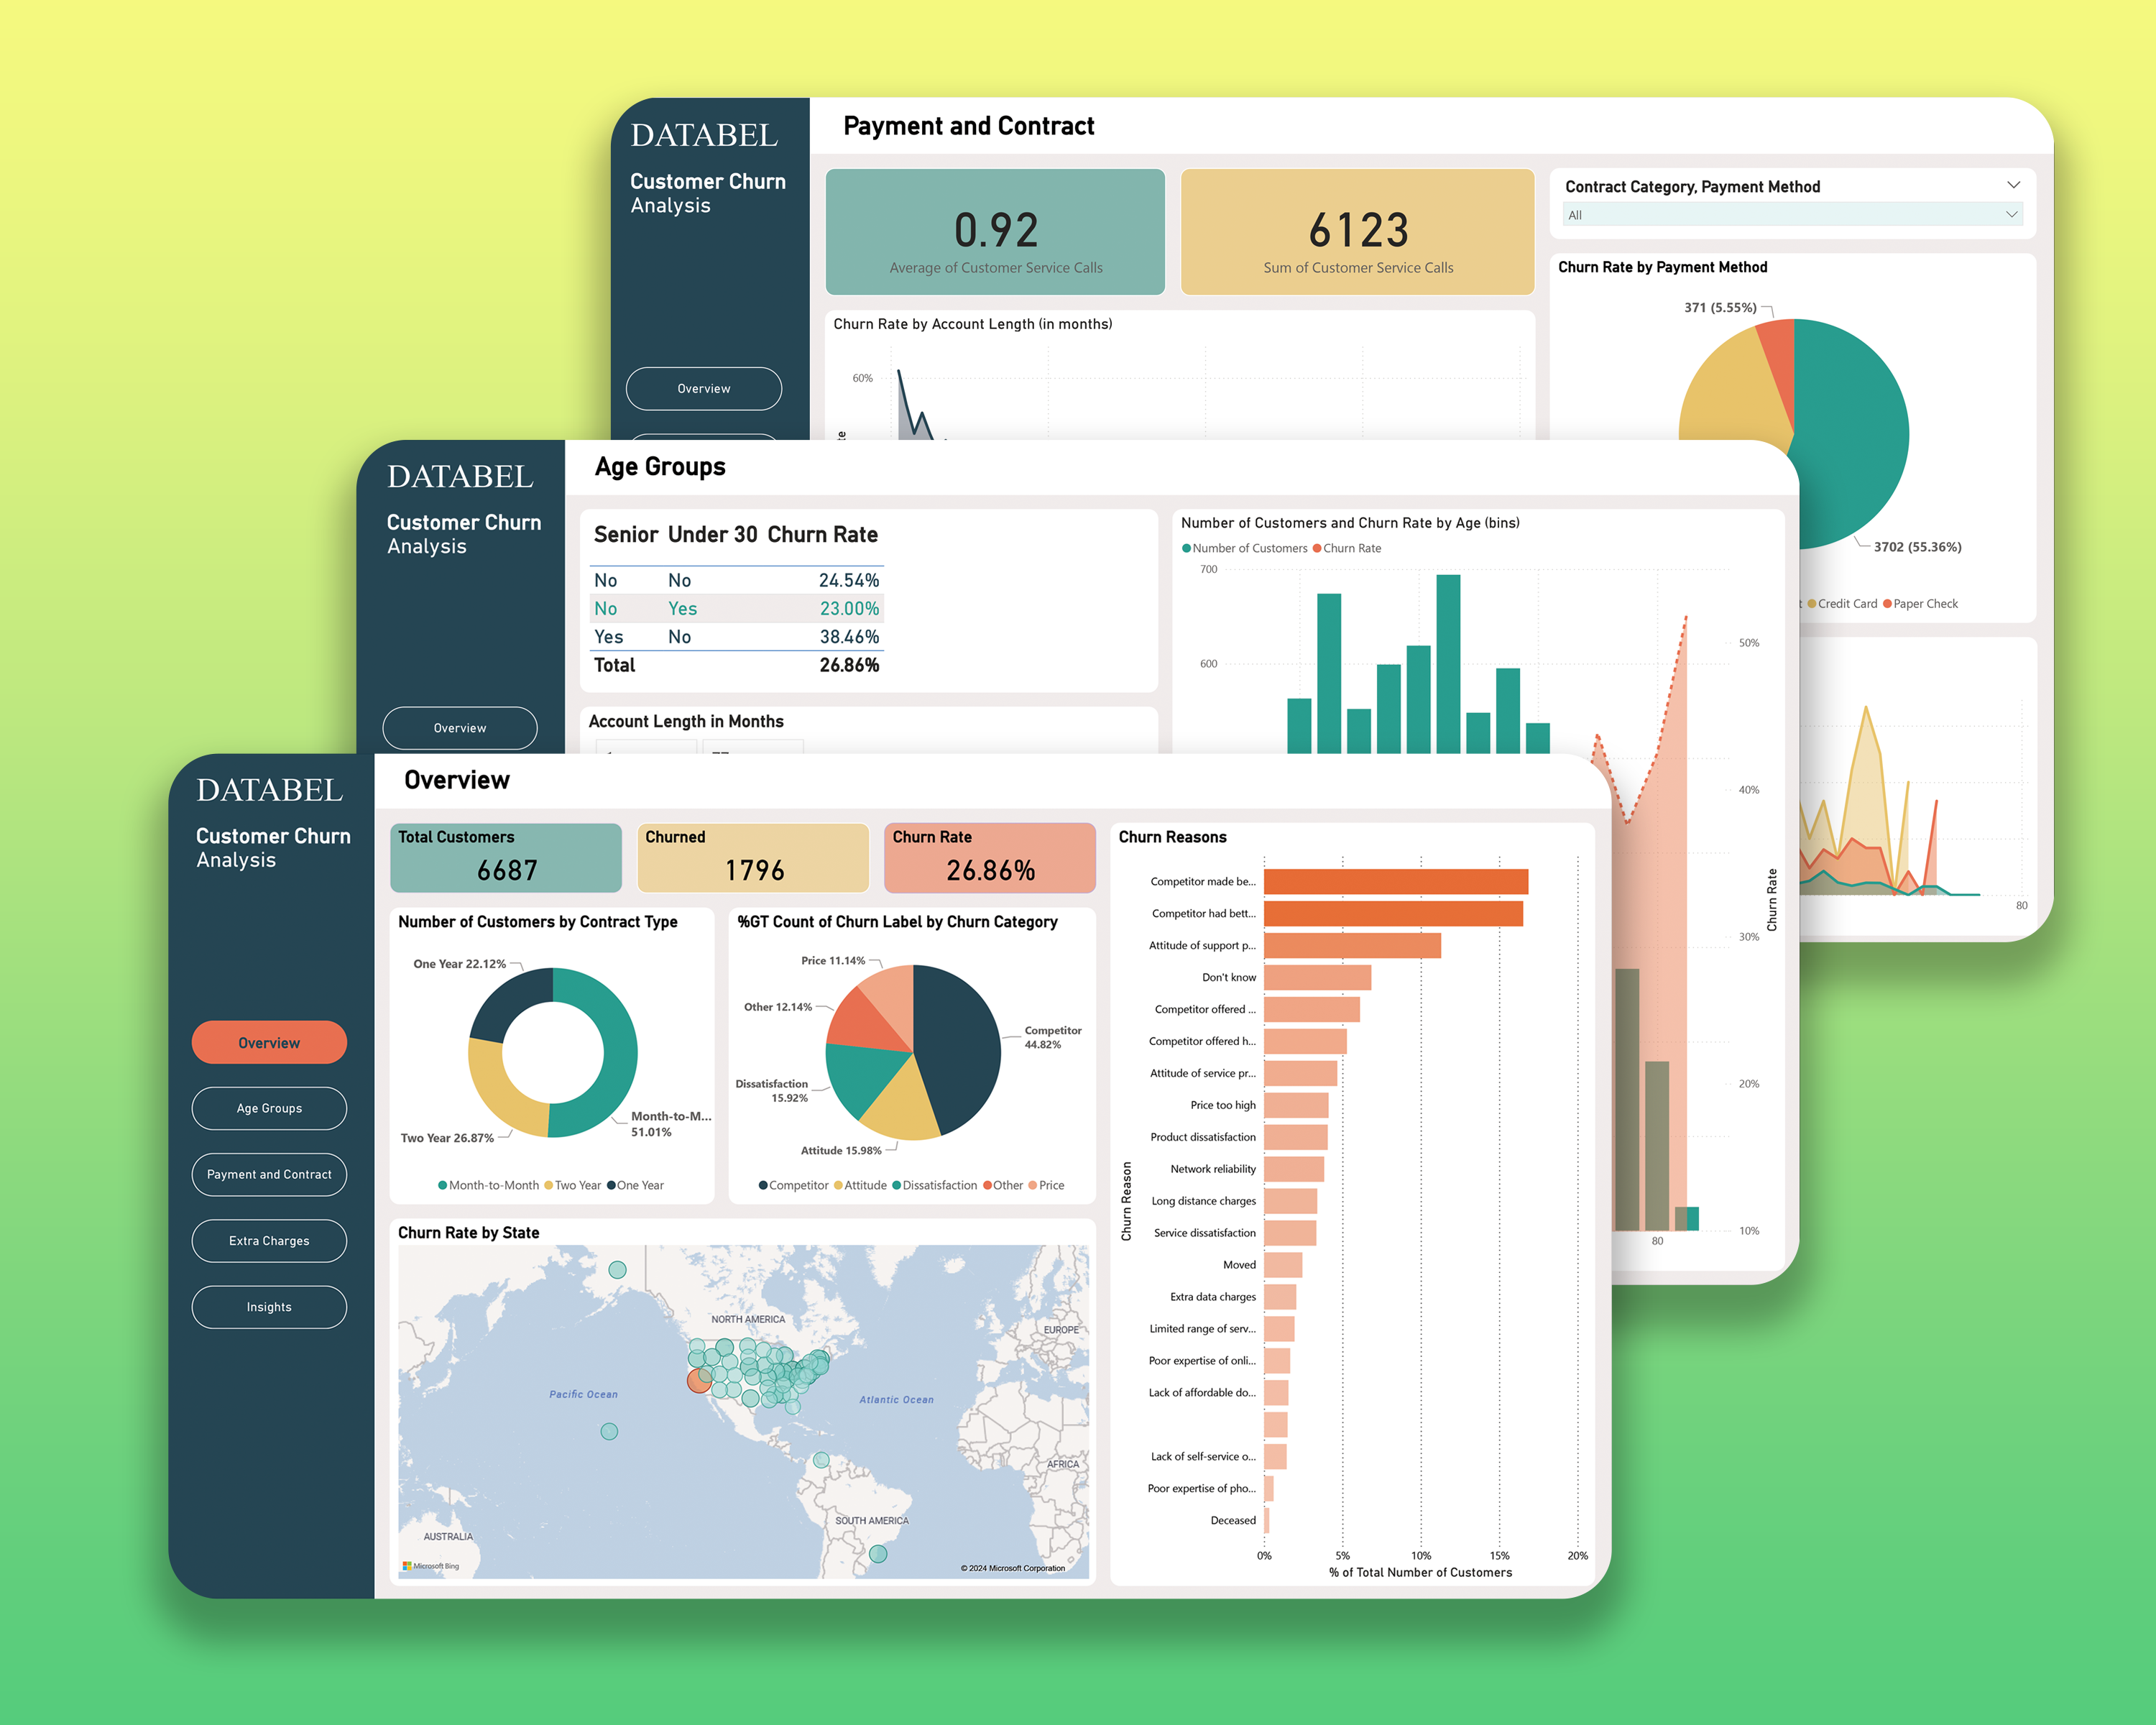 DATABEL
Customer Churn
Analysis
Overview
Payment and Contract
0.92
Average of Customer Service Calls
6123
Sum of Customer Service Calls
Contract Category, Payment Method
All
Churn Rate by Account Length (in months)
60%
Churn Rate by Payment Method
371 (5.55%)
3702 (55.36%)
Credit Card
Paper Check
80
DATABEL
Customer Churn
Analysis
Overview
Age Groups
Senior Under 30 Churn Rate
No No 24.54%
No Yes 23.00%
Yes No 38.46%
Total 26.86%
Account Length in Months
Number of Customers and Churn Rate by Age (bins)
Number of Customers Churn Rate
700
600
50%
40%
30%
20%
10%
Churn Rate
80
DATABEL
Customer Churn
Analysis
Overview
Age Groups
Payment and Contract
Extra Charges
Insights
Overview
Total Customers
6687
Churned
1796
Churn Rate
26.86%
Number of Customers by Contract Type
One Year 22.12%
Two Year 26.87%
Month-to-M...
51.01%
Month-to-Month Two Year One Year
%GT Count of Churn Label by Churn Category
Price 11.14%
Other 12.14%
Competitor
44.82%
Dissatisfaction
15.92%
Attitude 15.98%
Competitor Attitude Dissatisfaction Other Price
Churn Rate by State
NORTH AMERICA
EUROPE
Pacific Ocean
Atlantic Ocean
AFRICA
SOUTH AMERICA
AUSTRALIA
Microsoft Bing
© 2024 Microsoft Corporation
Churn Reasons
Churn Reason
Competitor made be...
Competitor had bett...
Attitude of support p...
Don't know
Competitor offered ...
Competitor offered h...
Attitude of service pr...
Price too high
Product dissatisfaction
Network reliability
Long distance charges
Service dissatisfaction
Moved
Extra data charges
Limited range of serv...
Poor expertise of onli...
Lack of affordable do...
Lack of self-service o...
Poor expertise of pho...
Deceased
0% 5% 10% 15% 20%
% of Total Number of Customers